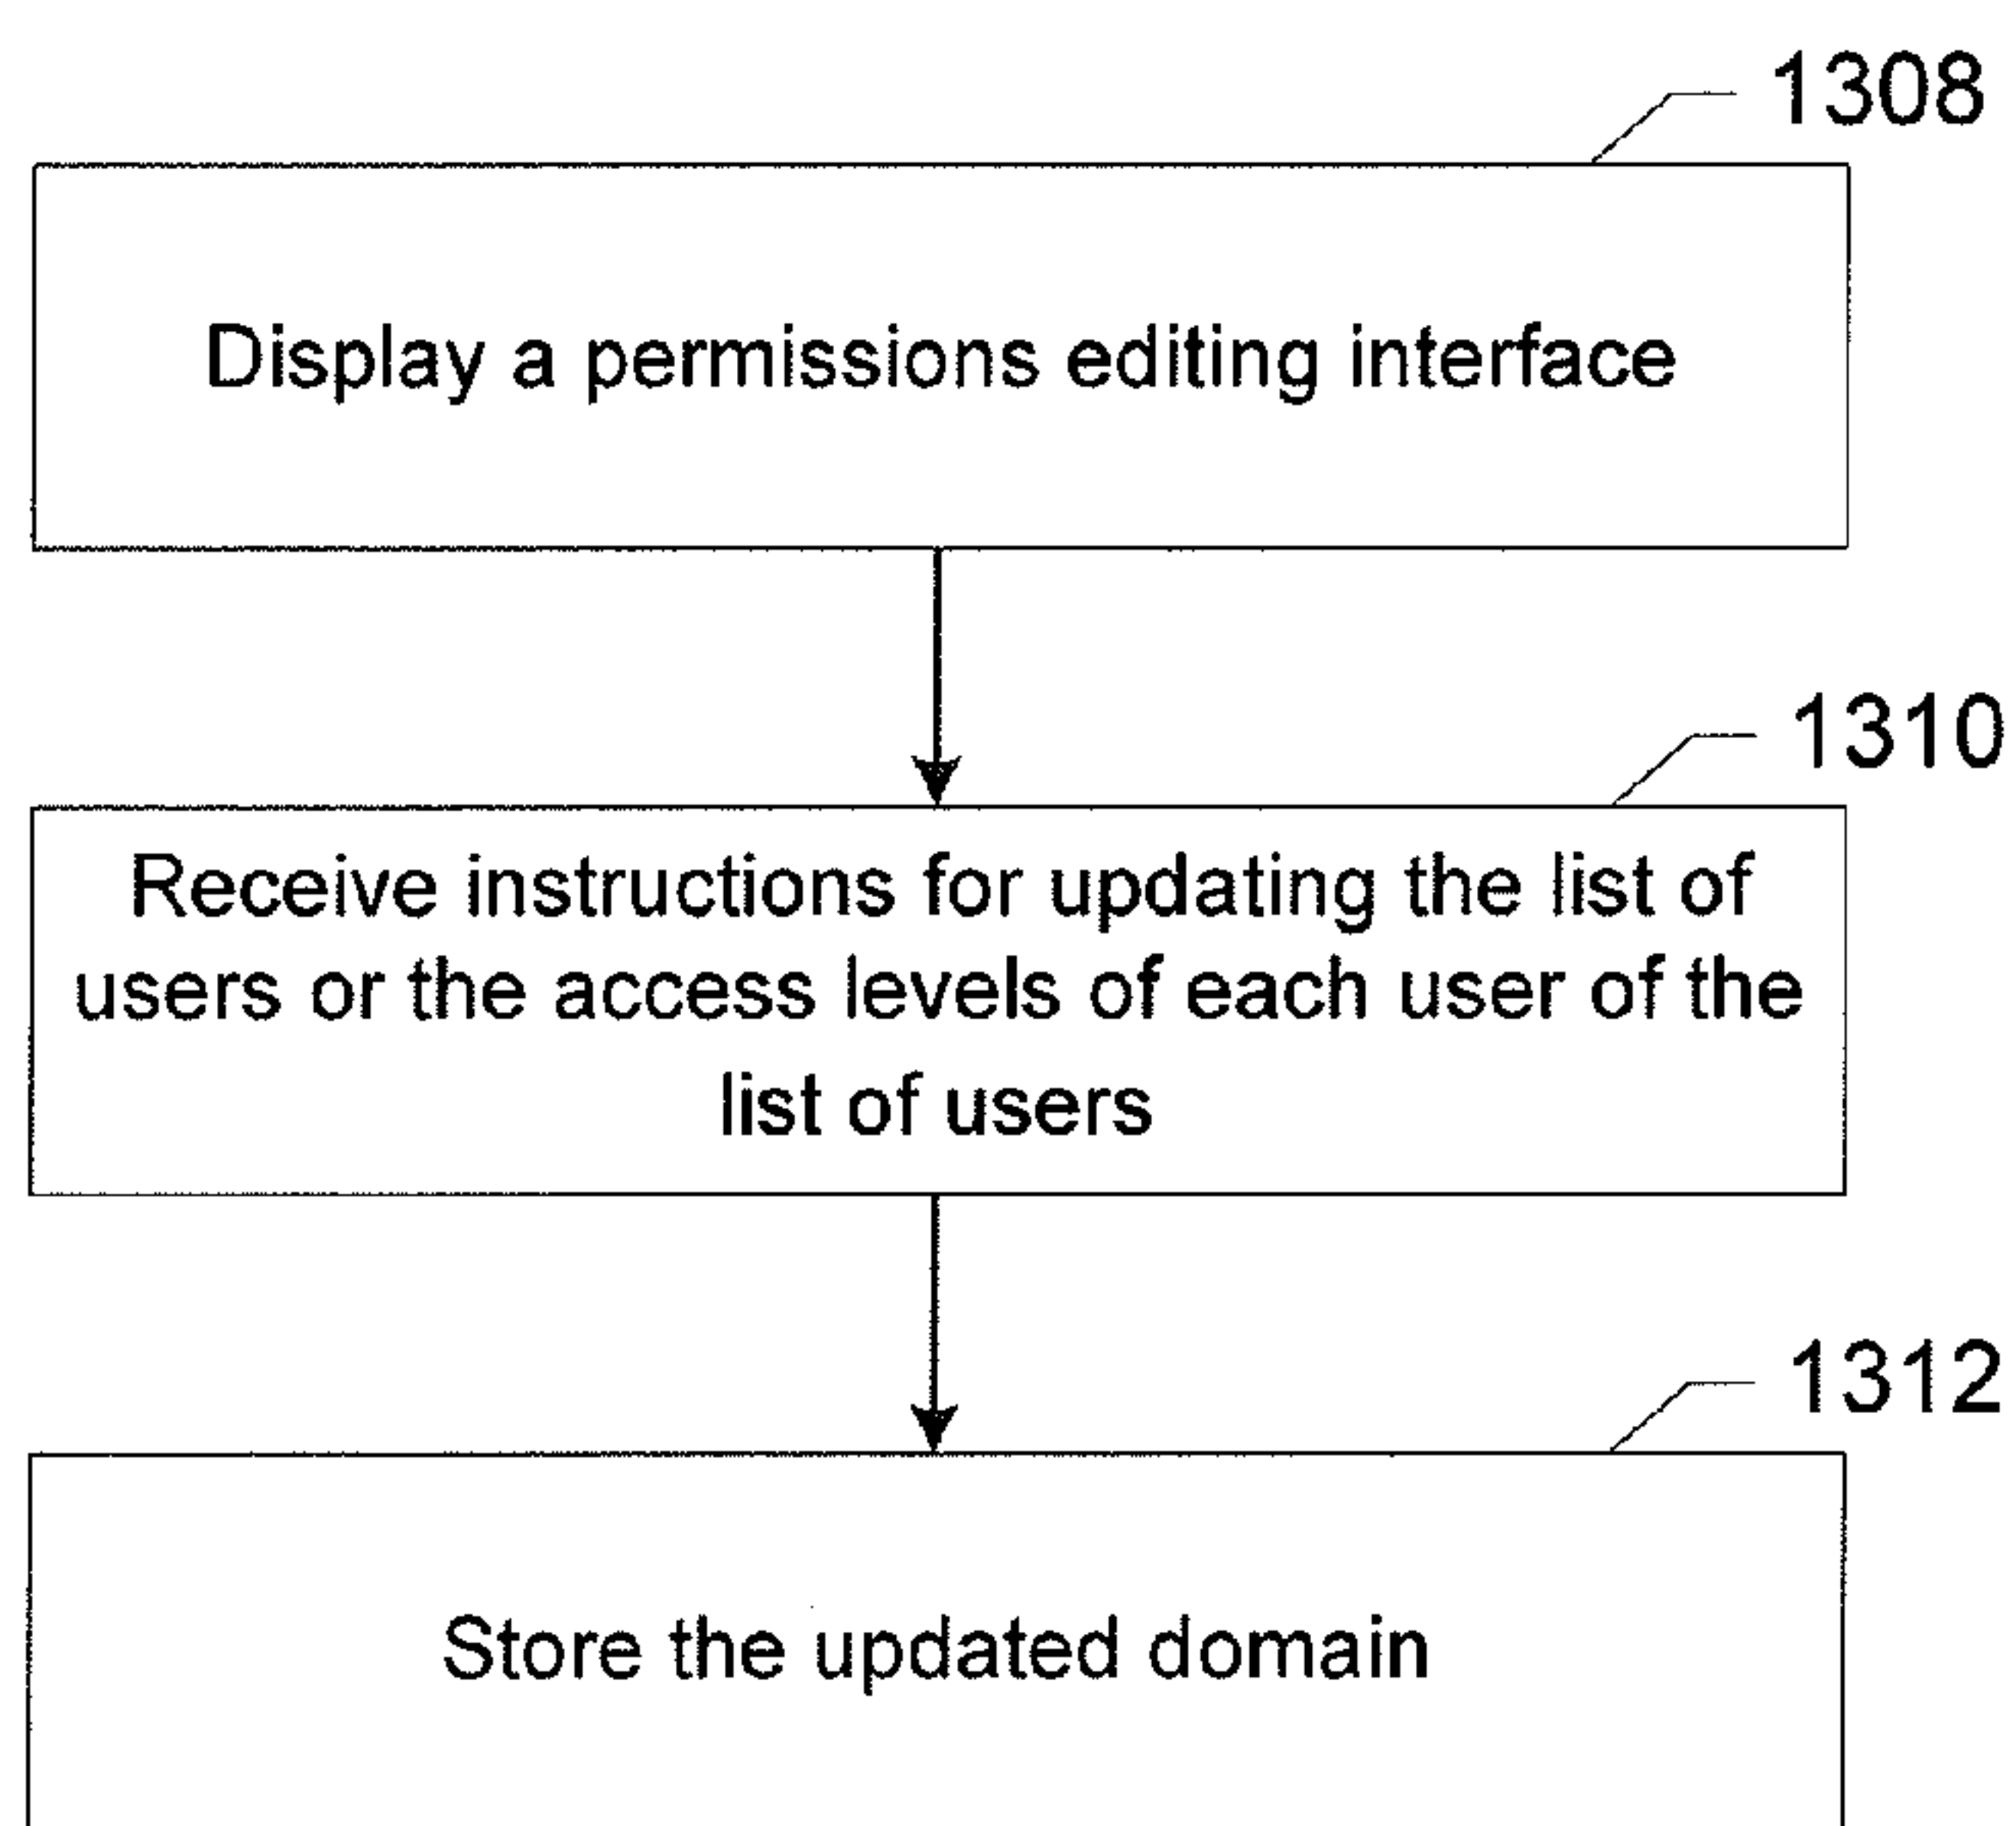 1308
Display a permissions editing interface
1310
Receive instructions for updating the list of
users or the access levels of each user of the
list of users
1312
Store the updated domain